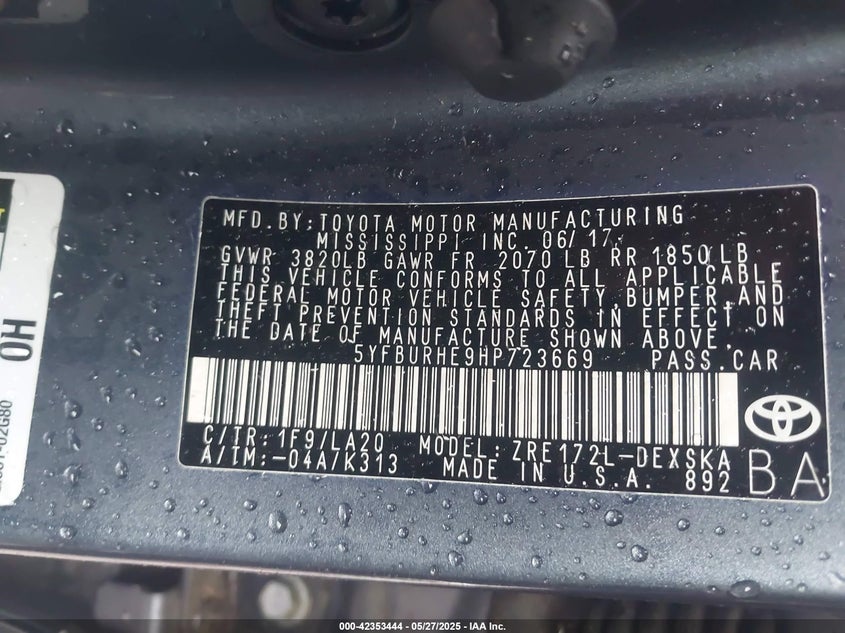 MFD.BY:TOYOTA MOTOR MANUFACTURING
MISSISSIPPI INC. 06/17
GVWR 3820LB GAWR FR 2070 LB RR 1850LB
THIS VEHICLE CONFORMS TO ALL APPLICABLE
FEDERAL MOTOR VEHICLE SAFETY,BUMPER,AND
THEFT PREVENTION STANDARDS IN EFFECT ON
THE DATE OF MANUFACTURE SHOWN ABOVE.
5YFBURHE9HP723669 PASS.CAR
C/TR:1F9/LA20 MODEL:ZRE172L-DEXSKA
A/TM:-04A/K313 MADE IN U.S.A. 892
BA
OH
02G80
000-42353444 — 05/27/2025 — IAA Inc.